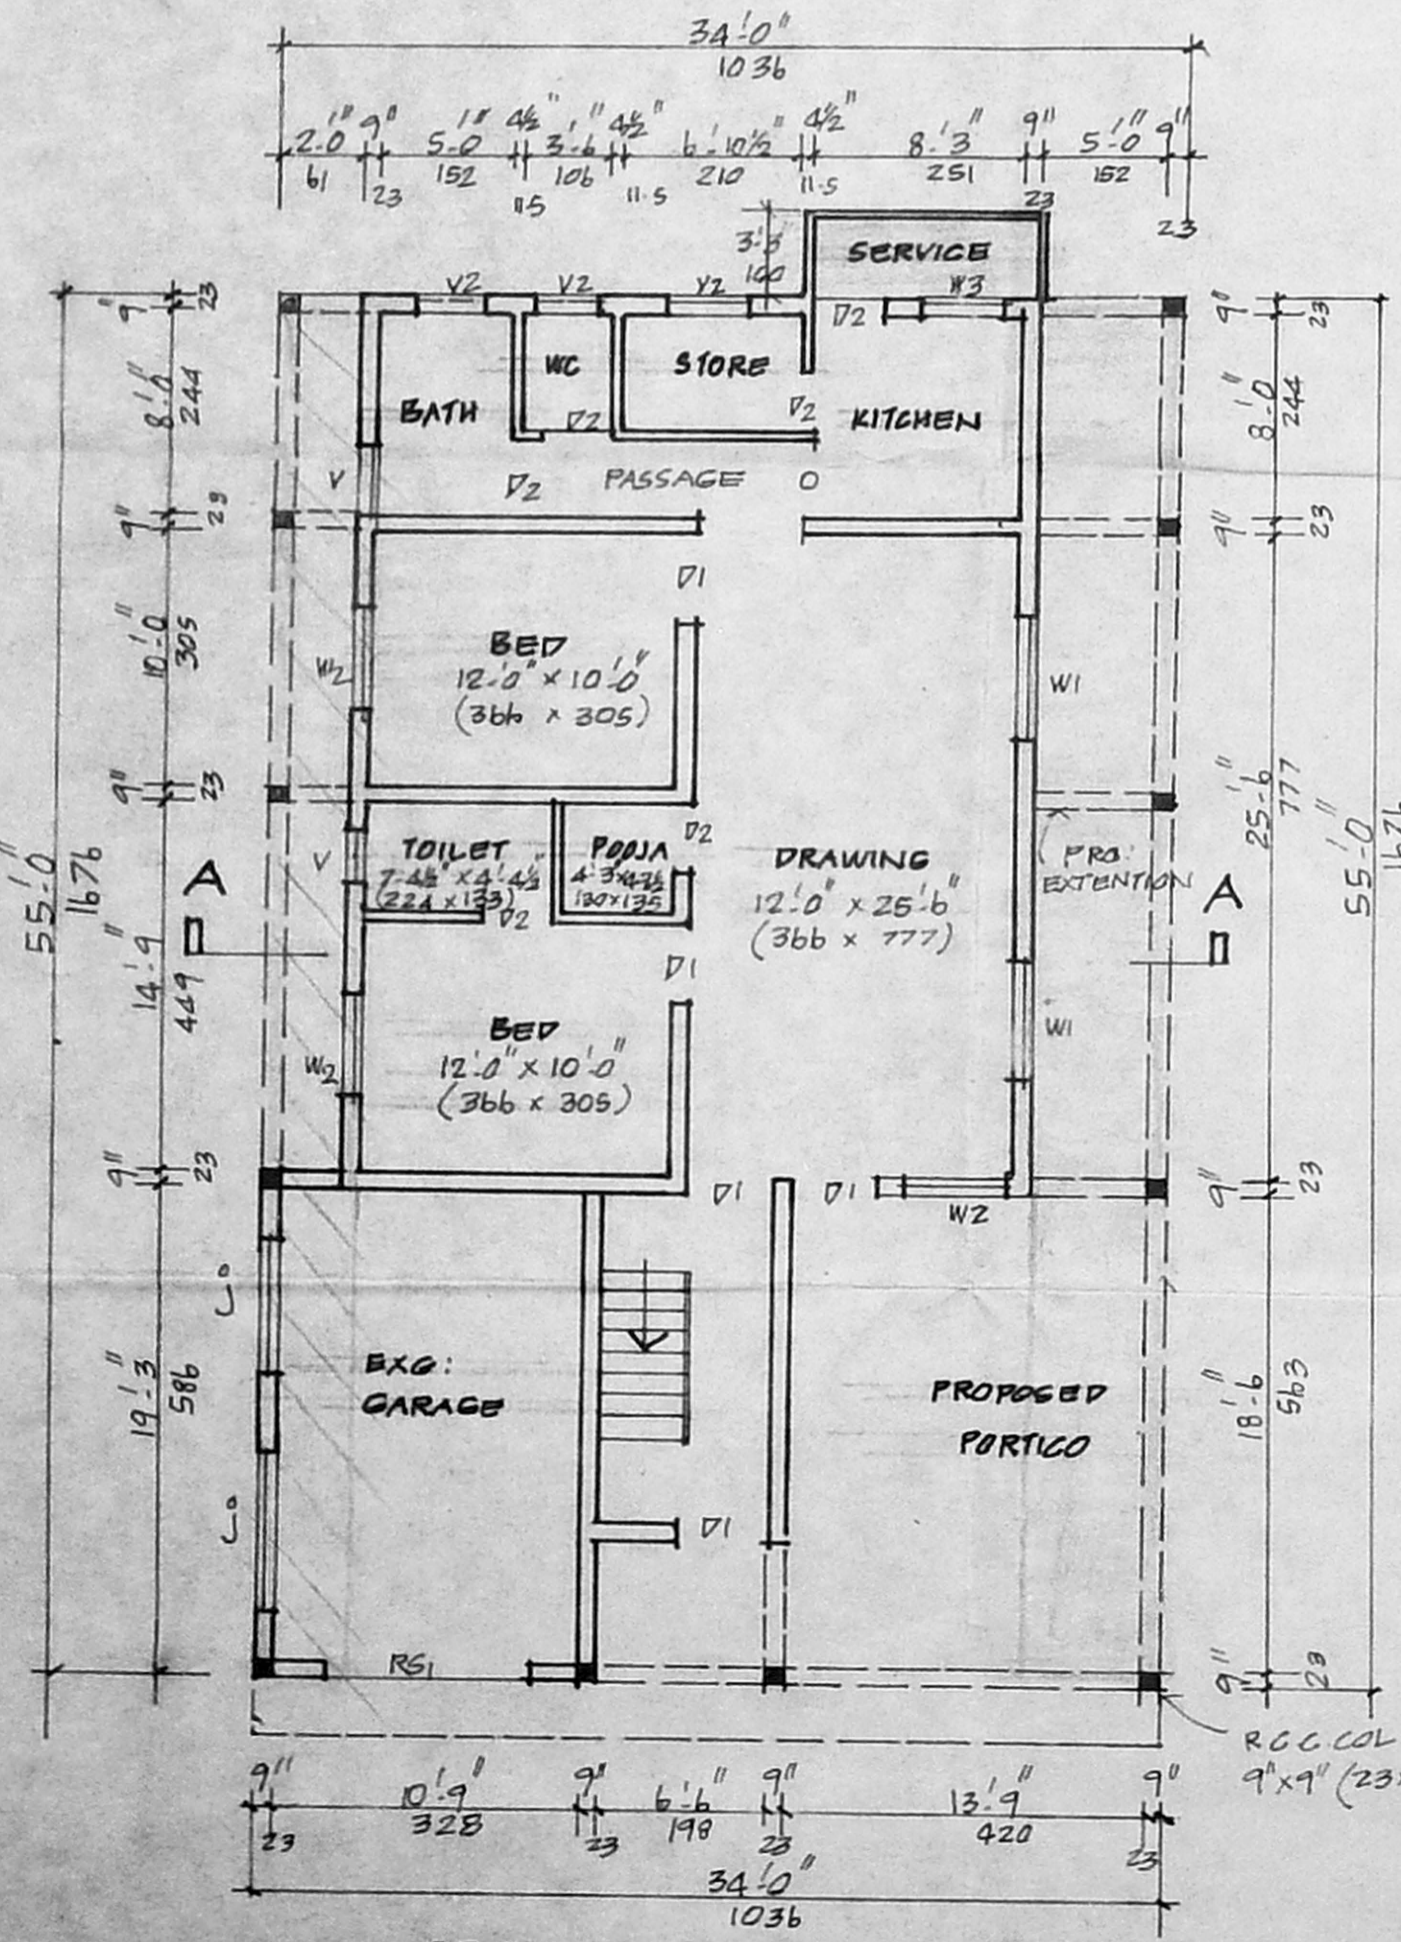 34'-0"
1036
2'-0" 9" 5'-0" 4½" 3'-6" 4½" 6'-10½" 4½" 8'-3" 9" 5'-0" 9"
61 23 152 11.5 106 11.5 210 11.5 251 23 152 23
3'-3"
100
SERVICE
V2 V2 V2 W3
D2
9" 23
9" 23
8'-0" 244
8'-0" 244
BATH
WC
STORE
KITCHEN
D2 D2
V D2 PASSAGE O
9" 23
9" 23
D1
10'-0" 305
BED
12'-0" x 10'-0"
(366 x 305)
W2
W1
9" 23
25'-6" 777
55'-0" 1676
55'-0" 1676
TOILET
7'-4½" x 4'-4½"
(224 x 133)
V
D2
POOJA
130 x 135
D2
DRAWING
12'-0" x 25'-6"
(366 x 777)
PRO:
EXTENTION
A A
14'-9" 449
D1
BED
12'-0" x 10'-0"
(366 x 305)
W2
W1
9" 23
9" 23
D1 D1 W2
EXG:
GARAGE
19'-3" 586
18'-6" 563
PROPOSED
PORTICO
D1
RS1
9" 23
R.C.C. COL
9"x9" (23
9" 10'-9" 9" 6'-6" 9" 13'-9" 9"
23 328 23 198 23 420 23
34'-0"
1036